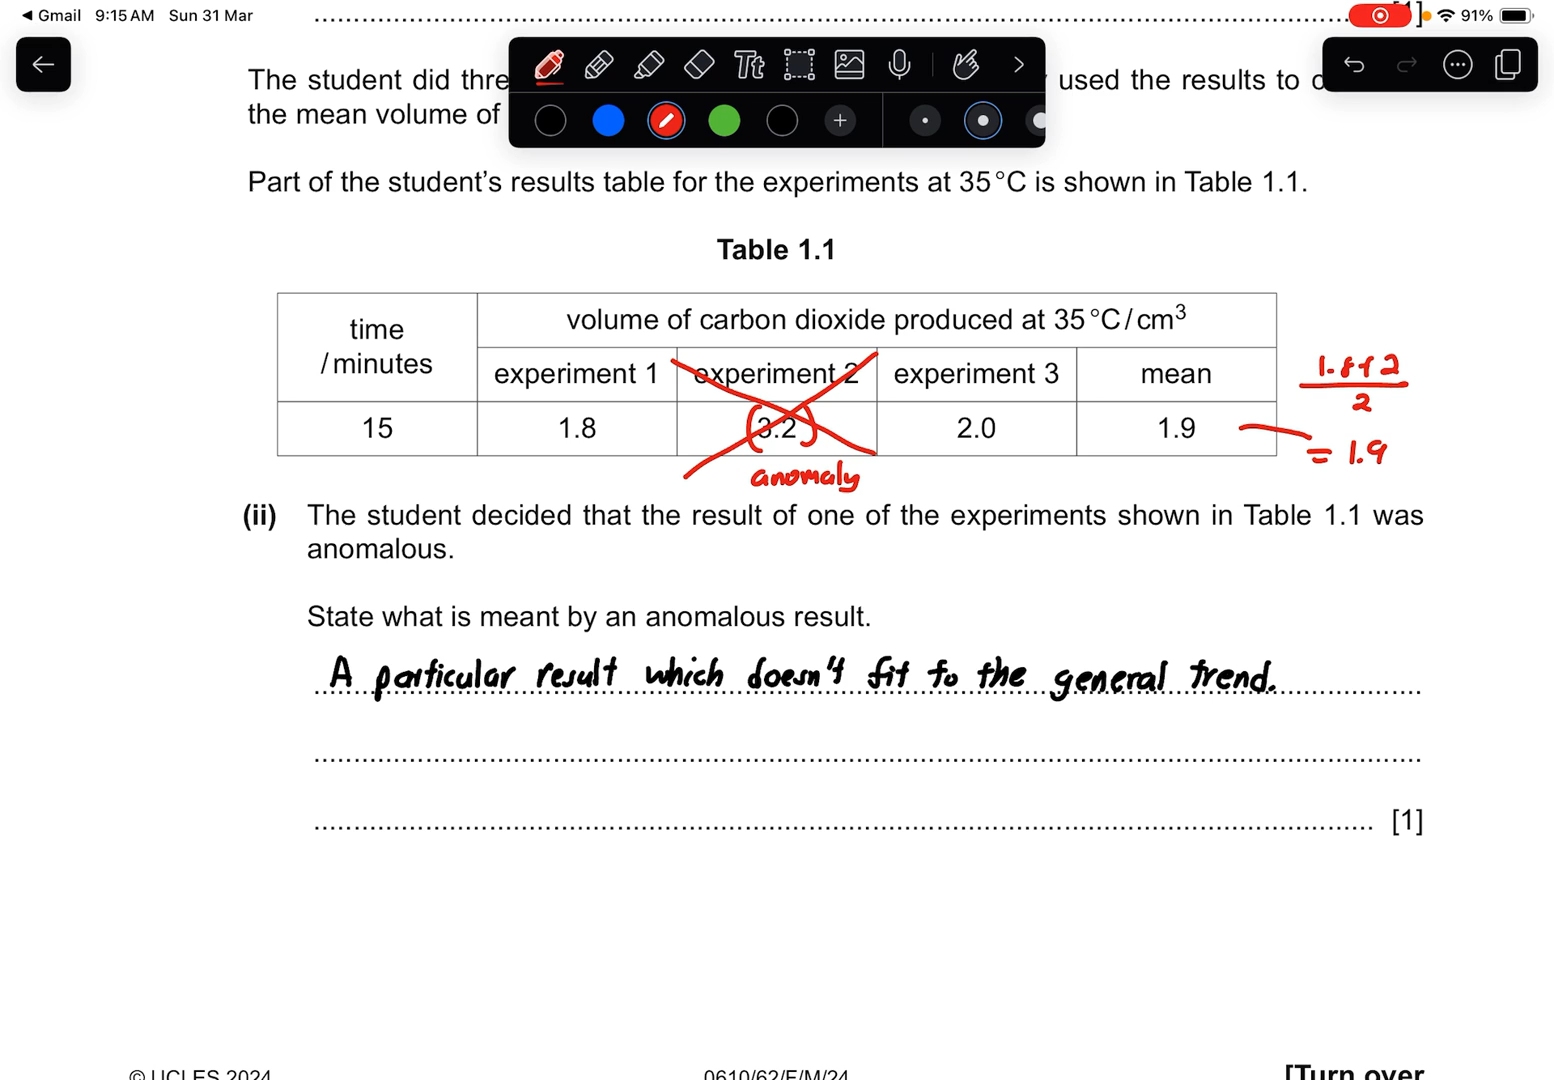 Gmail 9:15 AM Sun 31 Mar
91%
Tt
The student did thre used the results to
the mean volume of
Part of the student's results table for the experiments at 35 °C is shown in Table 1.1.
Table 1.1
time
/ minutes
volume of carbon dioxide produced at 35 °C / cm³
experiment 1 experiment 2 experiment 3 mean
15 1.8 (3.2) 2.0 1.9
1.8+2
2
= 1.9
anomaly
(ii) The student decided that the result of one of the experiments shown in Table 1.1 was
anomalous.
State what is meant by an anomalous result.
A particular result which doesn't fit to the general trend.
[1]
© UCLES 2024 0610/62/F/M/24 [Turn over